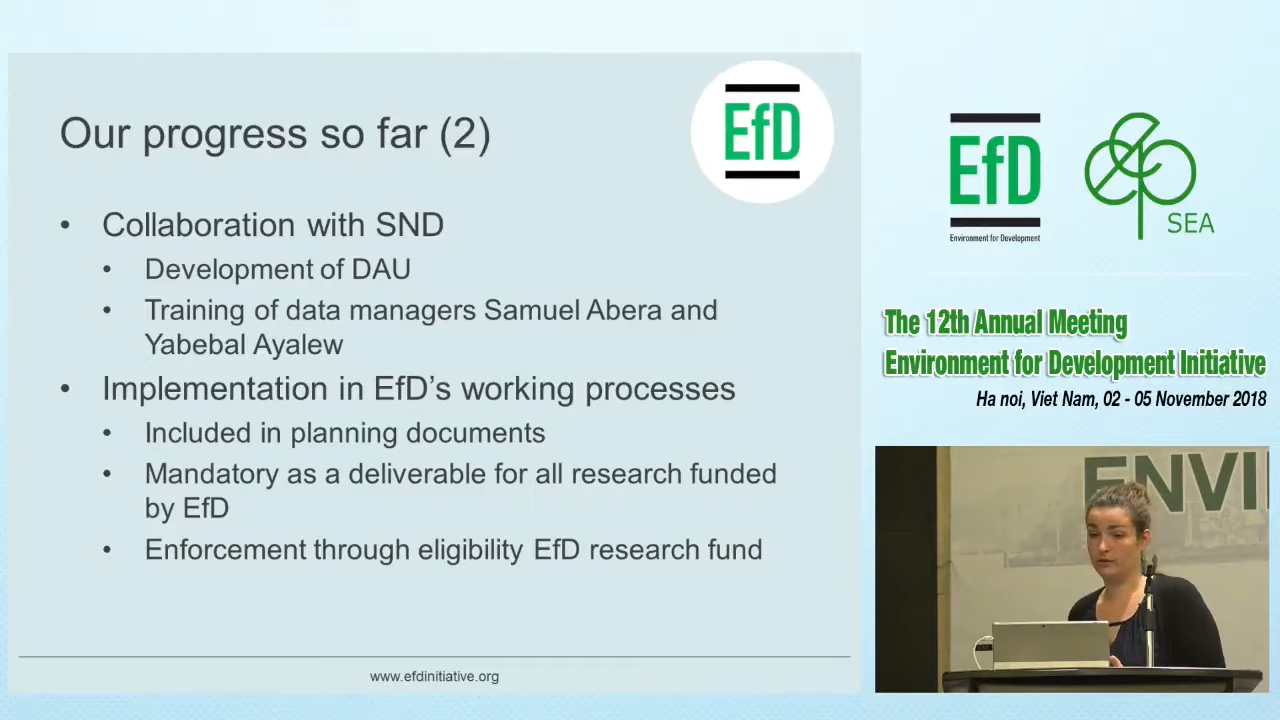 Our progress so far (2)
EfD
• Collaboration with SND
• Development of DAU
• Training of data managers Samuel Abera and
Yabebal Ayalew
• Implementation in EfD’s working processes
• Included in planning documents
• Mandatory as a deliverable for all research funded
by EfD
• Enforcement through eligibility EfD research fund
www.efdinitiative.org
EfD
Environment for Development
SEA
The 12th Annual Meeting
Environment for Development Initiative
Ha noi, Viet Nam, 02 - 05 November 2018
ENVI